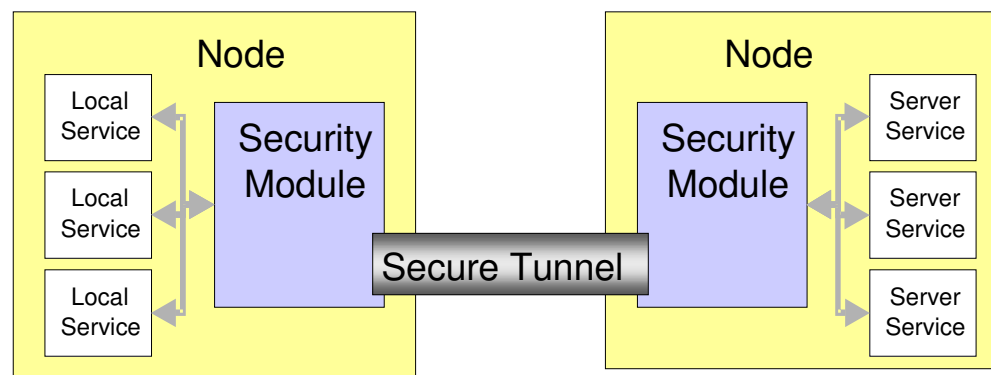 Node
Local
Service
Local
Service
Local
Service
Security
Module
Secure Tunnel
Node
Security
Module
Server
Service
Server
Service
Server
Service